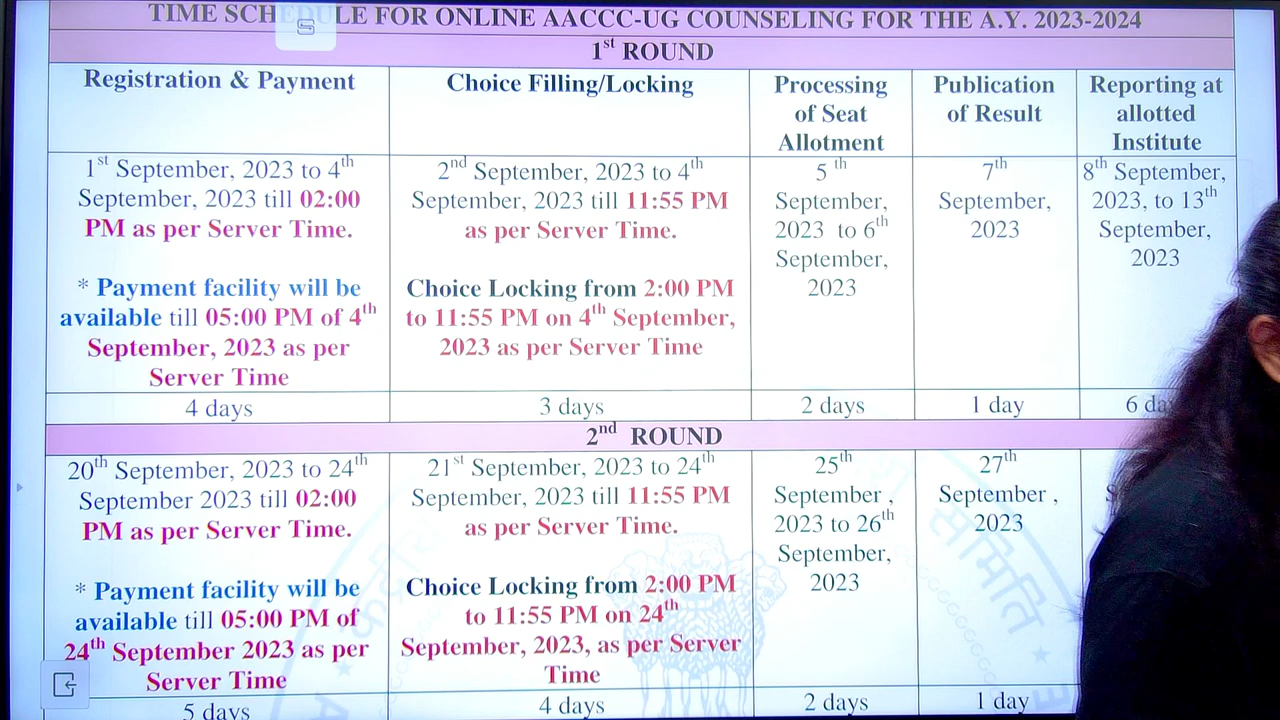 TIME SCHEDULE FOR ONLINE AACCC-UG COUNSELING FOR THE A.Y. 2023-2024
1st ROUND
Registration & Payment
Choice Filling/Locking
Processing
of Seat
Allotment
Publication
of Result
Reporting at
allotted
Institute
1st September, 2023 to 4th
September, 2023 till 02:00
PM as per Server Time.
* Payment facility will be
available till 05:00 PM of 4th
September, 2023 as per
Server Time
2nd September, 2023 to 4th
September, 2023 till 11:55 PM
as per Server Time.
Choice Locking from 2:00 PM
to 11:55 PM on 4th September,
2023 as per Server Time
5 th
September,
2023 to 6th
September,
2023
7th
September,
2023
8th September,
2023, to 13th
September,
2023
4 days
3 days
2 days
1 day
6
2nd ROUND
20th September, 2023 to 24th
September 2023 till 02:00
PM as per Server Time.
* Payment facility will be
available till 05:00 PM of
24th September 2023 as per
Server Time
21st September, 2023 to 24th
September, 2023 till 11:55 PM
as per Server Time.
Choice Locking from 2:00 PM
to 11:55 PM on 24th
September, 2023, as per Server
Time
25th
September ,
2023 to 26th
September,
2023
27th
September ,
2023
5 days
4 days
2 days
1 day
समिति